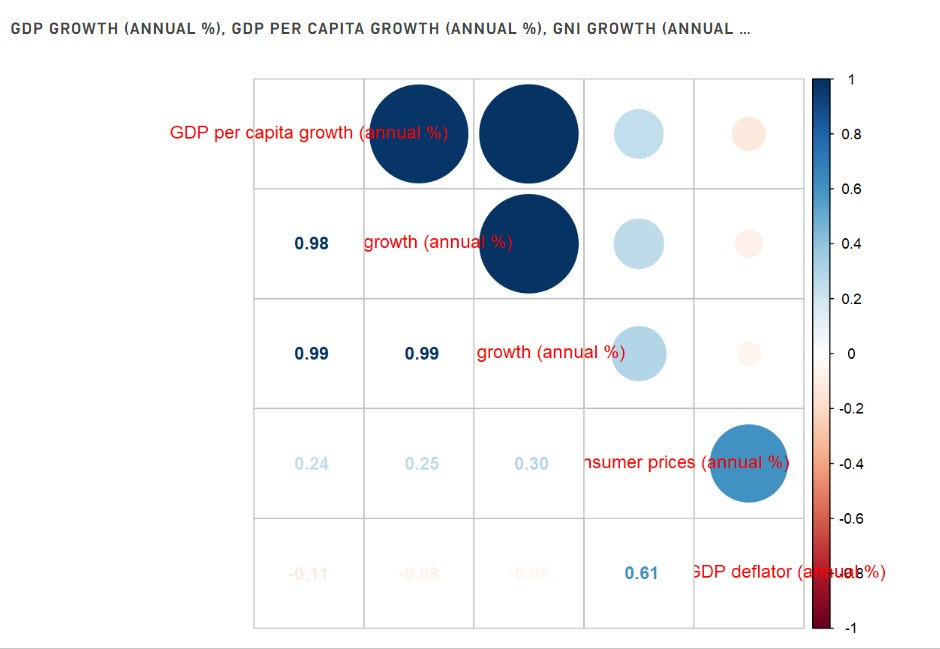 GDP GROWTH (ANNUAL %), GDP PER CAPITA GROWTH (ANNUAL %), GNI GROWTH (ANNUAL ...
1
GDP per capita growth (annual %)
0.8
0.6
0.98 growth (annual %)
0.4
0.2
0.99 0.99 growth (annual %)
0
-0.2
0.24 0.25 0.30 nsumer prices (annual %)
-0.4
-0.6
-0.11 -0.08 -0.06 0.61 GDP deflator (annual %)
-0.8
-1